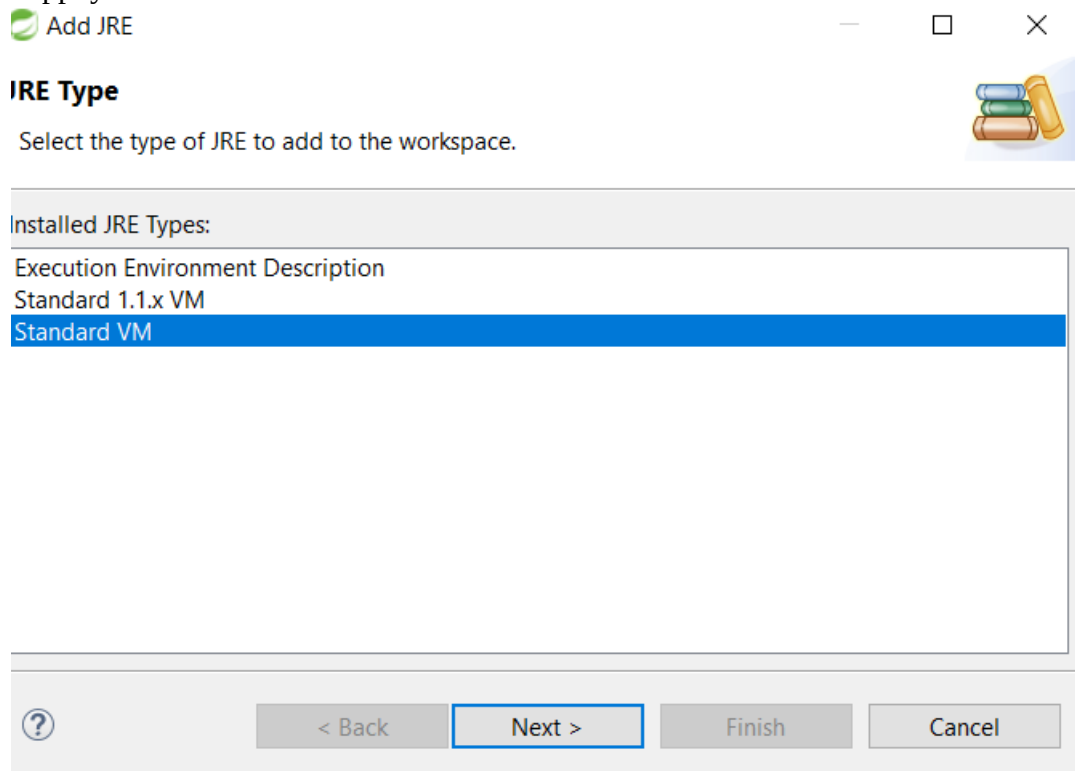 Add JRE
JRE Type
Select the type of JRE to add to the workspace.
Installed JRE Types:
Execution Environment Description
Standard 1.1.x VM
Standard VM
?
< Back
Next >
Finish
Cancel